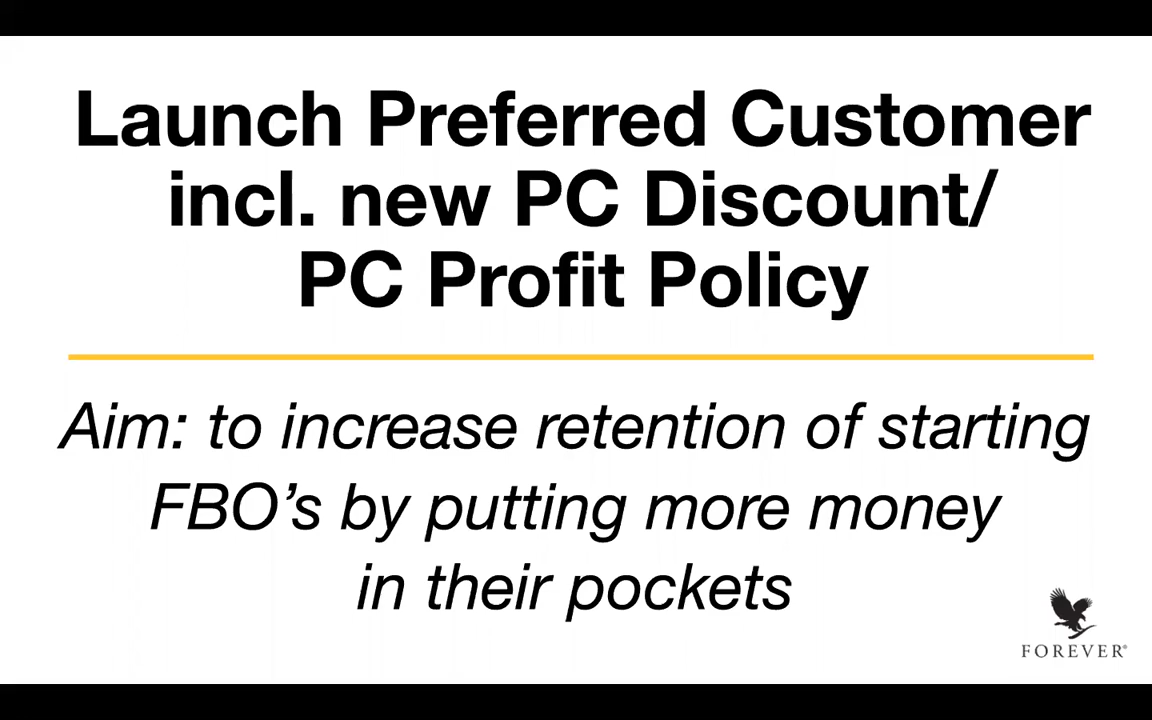 Launch Preferred Customer
incl. new PC Discount/
PC Profit Policy
Aim: to increase retention of starting
FBO’s by putting more money
in their pockets
FOREVER®